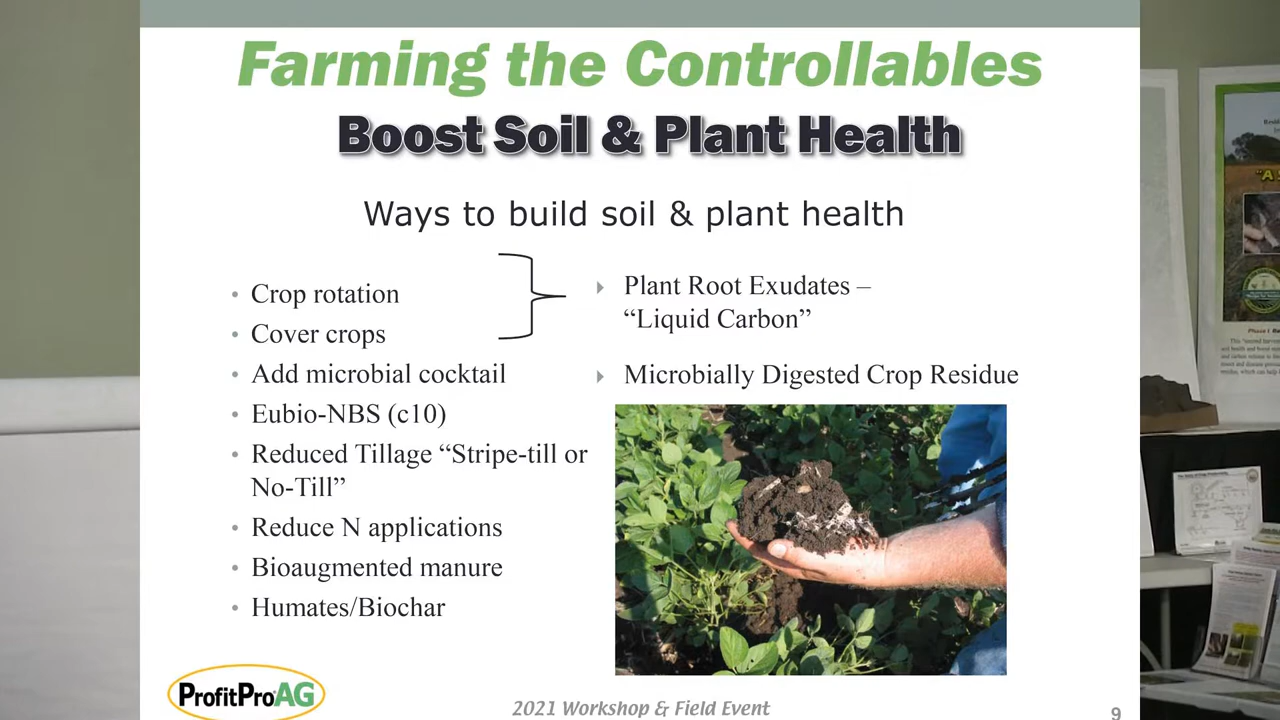 Farming the Controllables
Boost Soil & Plant Health
Ways to build soil & plant health
• Crop rotation
• Cover crops
• Add microbial cocktail
• Eubio-NBS (c10)
• Reduced Tillage “Stripe-till or
No-Till”
• Reduce N applications
• Bioaugmented manure
• Humates/Biochar
Plant Root Exudates –
“Liquid Carbon”
Microbially Digested Crop Residue
ProfitProAG
2021 Workshop & Field Event
9
"A